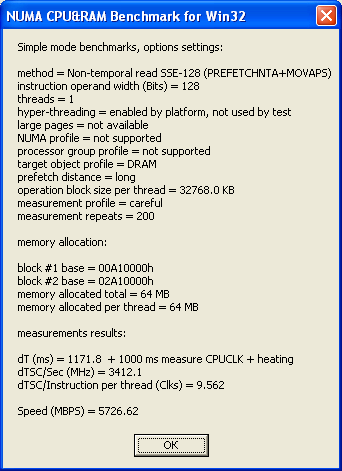 NUMA CPU&RAM Benchmark for Win32
Simple mode benchmarks, options settings:
method = Non-temporal read SSE-128 (PREFETCHNTA+MOVAPS)
instruction operand width (Bits) = 128
threads = 1
hyper-threading = enabled by platform, not used by test
large pages = not available
NUMA profile = not supported
processor group profile = not supported
target object profile = DRAM
prefetch distance = long
operation block size per thread = 32768.0 KB
measurement profile = careful
measurement repeats = 200
memory allocation:
block #1 base = 00A10000h
block #2 base = 02A10000h
memory allocated total = 64 MB
memory allocated per thread = 64 MB
measurements results:
dT (ms) = 1171.8  + 1000 ms measure CPUCLK + heating
dTSC/Sec (MHz) = 3412.1
dTSC/Instruction per thread (Clks) = 9.562
Speed (MBPS) = 5726.62
OK